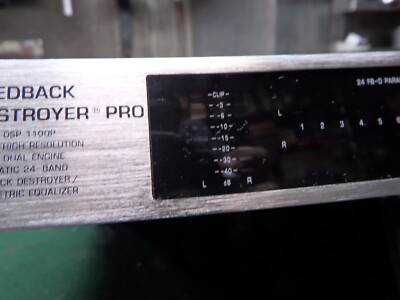 EDBACK
STROYER® PRO
DSP 1100P
HIGH RESOLUTION
DUAL ENGINE
ATIC 24-BAND
CK DESTROYER/
ETRIC EQUALIZER
24 FB-D PARA
CLIP
-3
-6
-10
-15
-20
-30
-40
L dB R
L
1 2 3 4 5 6
R